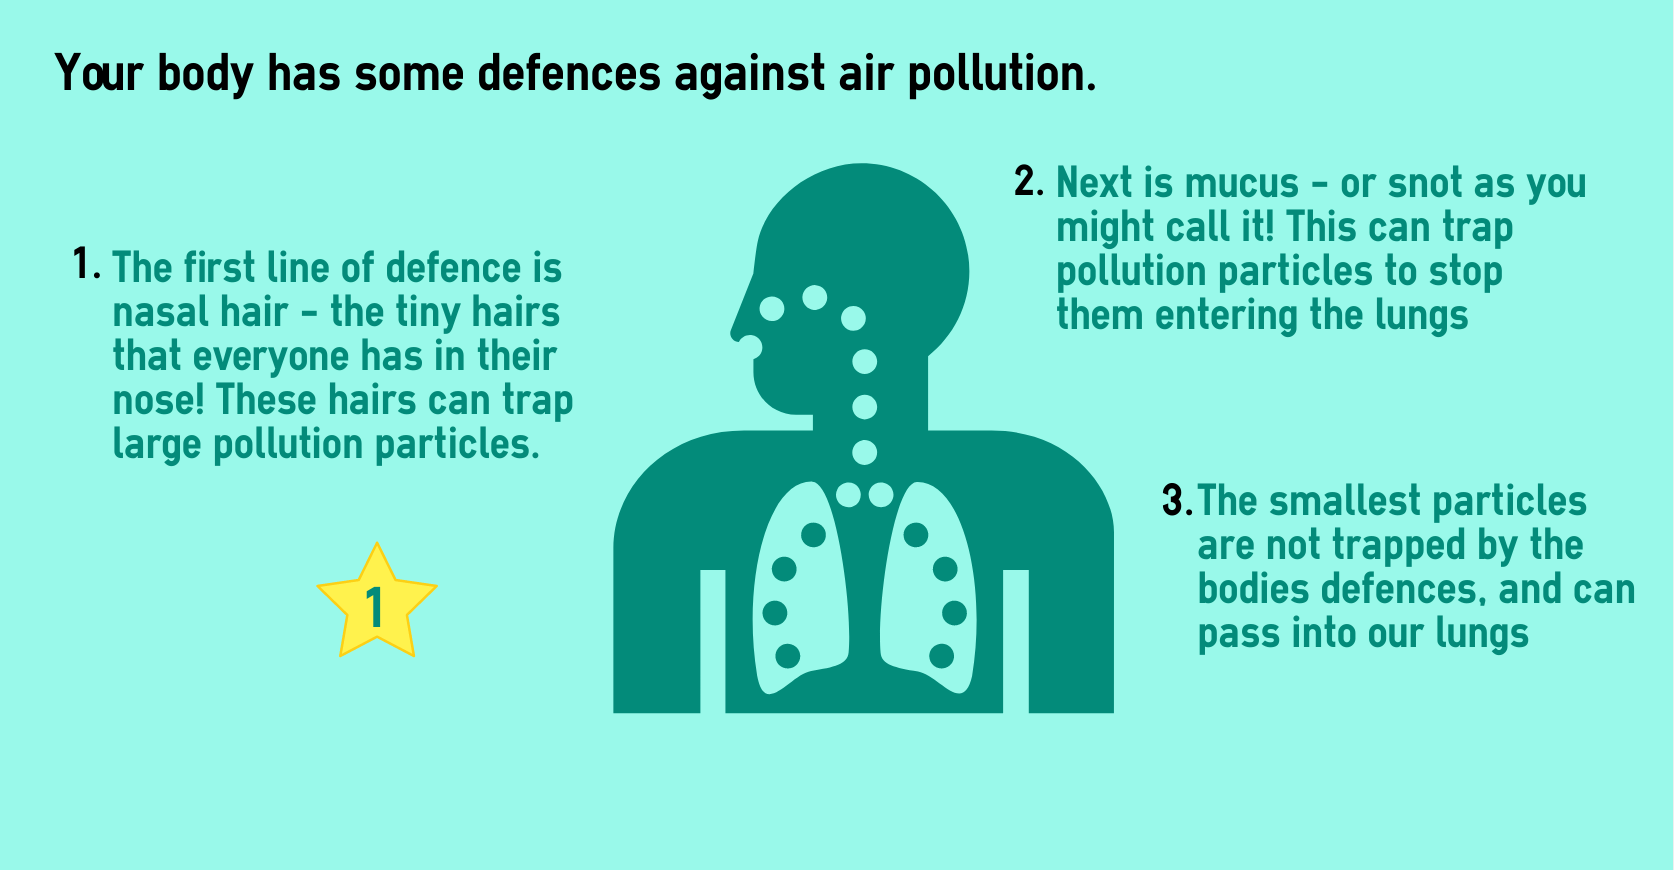 Your body has some defences against air pollution.
1. The first line of defence is
nasal hair - the tiny hairs
that everyone has in their
nose! These hairs can trap
large pollution particles.
1
2. Next is mucus - or snot as you
might call it! This can trap
pollution particles to stop
them entering the lungs
3. The smallest particles
are not trapped by the
bodies defences, and can
pass into our lungs